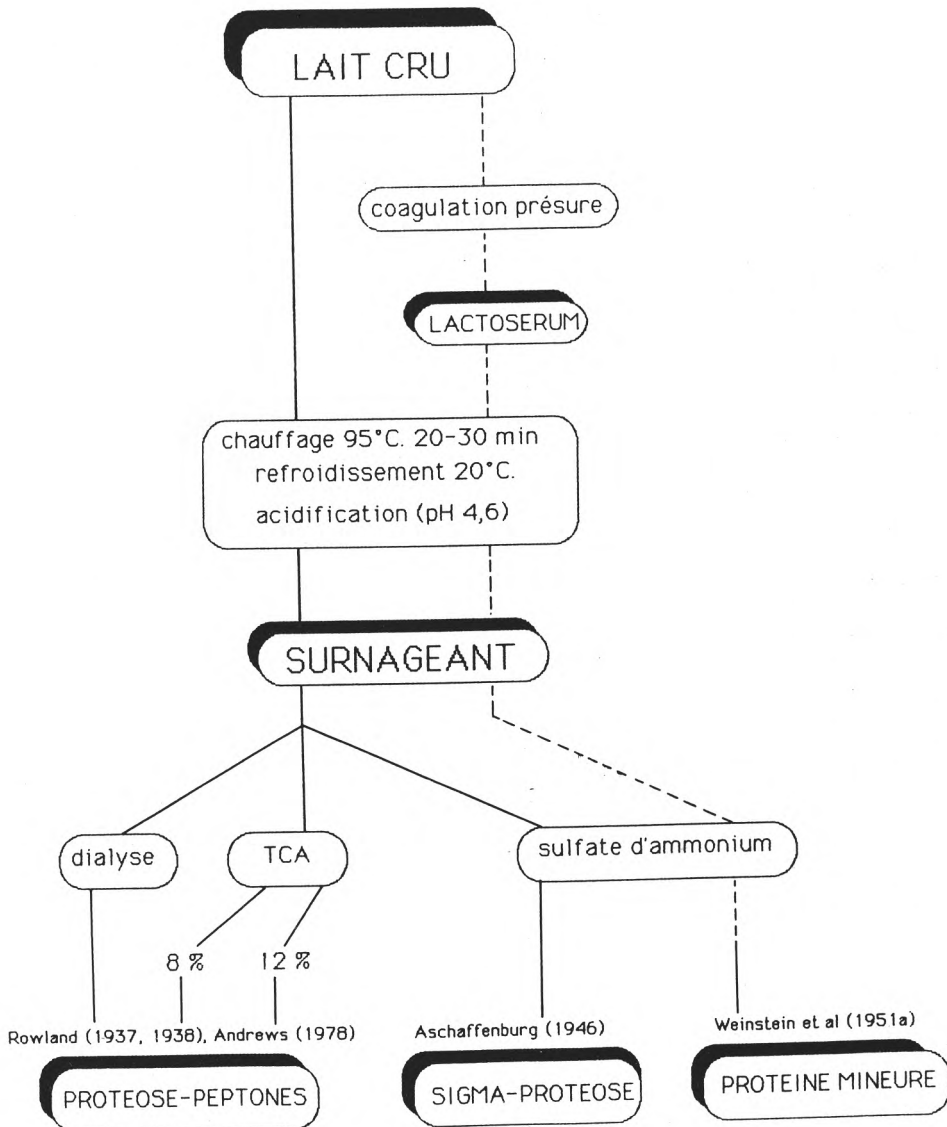 LAIT CRU
coagulation présure
LACTOSERUM
chauffage 95°C. 20-30 min
refroidissement 20°C.
acidification (pH 4,6)
SURNAGEANT
dialyse
TCA
sulfate d'ammonium
8 %
12 %
Rowland (1937, 1938), Andrews (1978)
Aschaffenburg (1946)
Weinstein et al (1951a)
PROTEOSE-PEPTONES
SIGMA-PROTEOSE
PROTEINE MINEURE